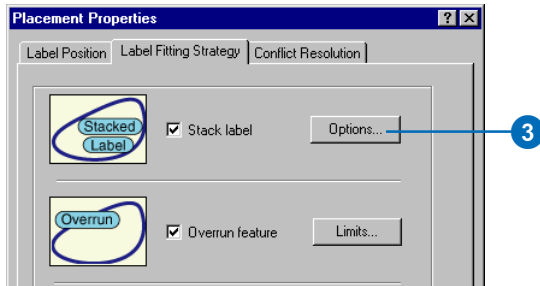 Placement Properties
Label Position Label Fitting Strategy Conflict Resolution
Stacked
Label
Stack label
Options...
3
Overrun
Overrun feature
Limits...